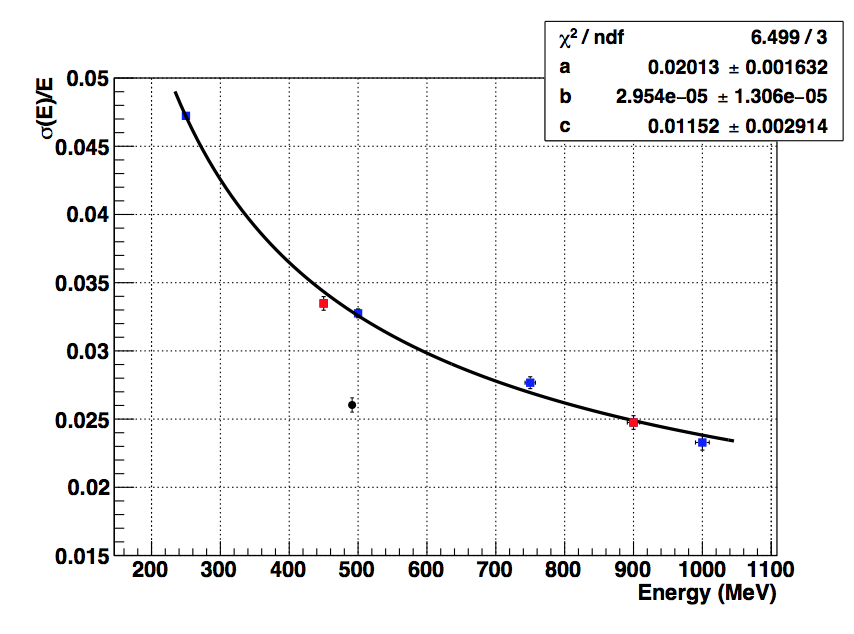 χ² / ndf 6.499 / 3
a 0.02013 ± 0.001632
b 2.954e−05 ± 1.306e−05
c 0.01152 ± 0.002914
σ(E)/E
0.05
0.045
0.04
0.035
0.03
0.025
0.02
0.015
200 300 400 500 600 700 800 900 1000 1100
Energy (MeV)